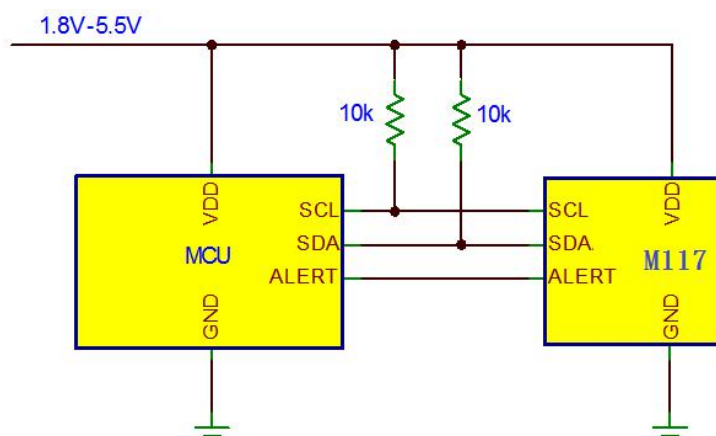 1.8V-5.5V
10k 10k
VDD VDD
SCL SCL
SDA SDA
MCU M117
ALERT ALERT
GND GND